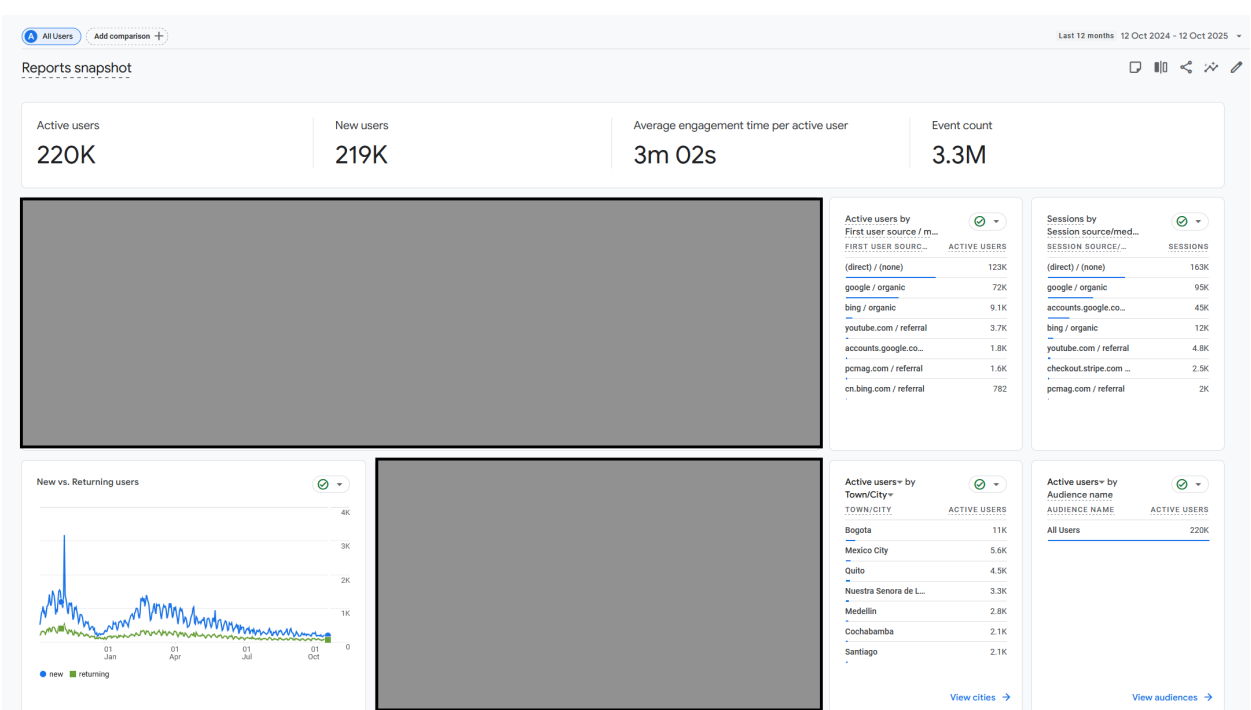 A All Users Add comparison + Last 12 months 12 Oct 2024 - 12 Oct 2025
Reports snapshot
Active users
220K
New users
219K
Average engagement time per active user
3m 02s
Event count
3.3M
Active users by
First user source / m...
FIRST USER SOURC... ACTIVE USERS
(direct) / (none) 123K
google / organic 72K
bing / organic 9.1K
youtube.com / referral 3.7K
accounts.google.co... 1.8K
pcmag.com / referral 1.6K
cn.bing.com / referral 782
Sessions by
Session source/med...
SESSION SOURCE/... SESSIONS
(direct) / (none) 163K
google / organic 95K
accounts.google.co... 45K
bing / organic 12K
youtube.com / referral 4.8K
checkout.stripe.com ... 2.5K
pcmag.com / referral 2K
New vs. Returning users
4K
3K
2K
1K
0
01 01 01 01
Jan Apr Jul Oct
new returning
Active users by
Town/City
TOWN/CITY ACTIVE USERS
Bogota 11K
Mexico City 5.6K
Quito 4.5K
Nuestra Senora de L... 3.3K
Medellin 2.8K
Cochabamba 2.1K
Santiago 2.1K
View cities
Active users by
Audience name
AUDIENCE NAME ACTIVE USERS
All Users 220K
View audiences